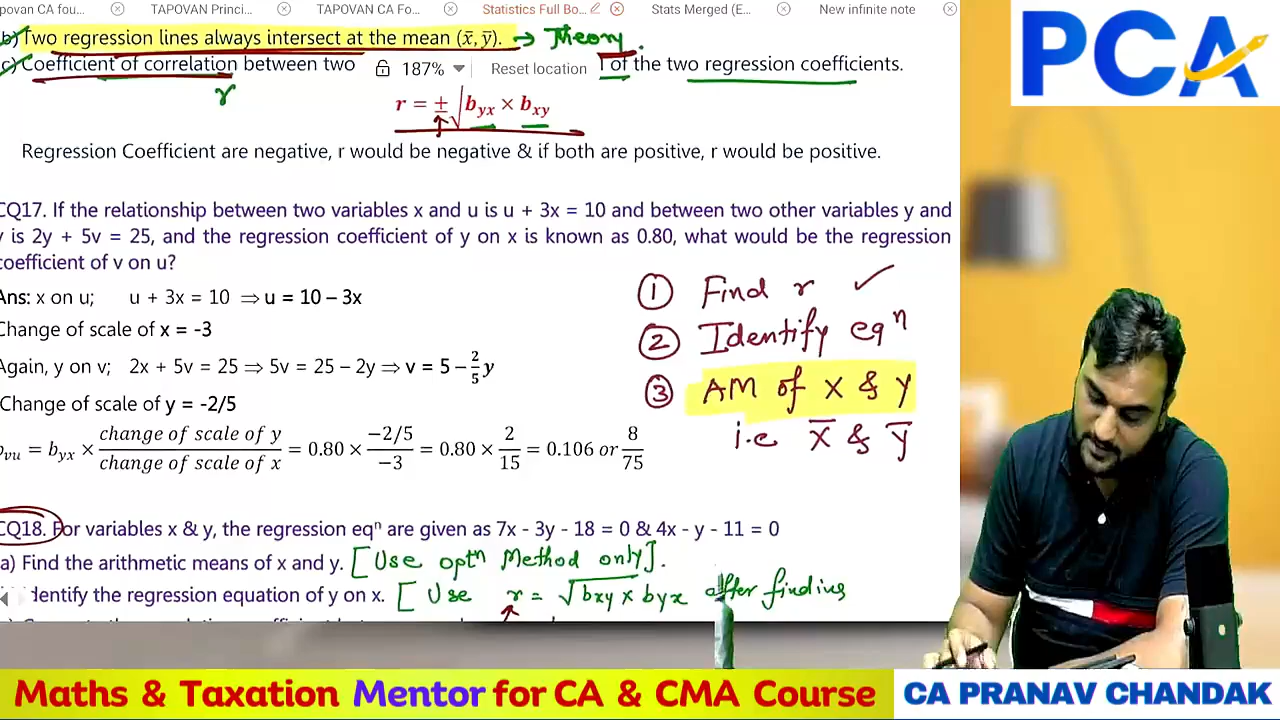 povan CA foun... TAPOVAN Princi... TAPOVAN CA Fo... Statistics Full Bo... Stats Merged (E... New infinite note
b) Two regression lines always intersect at the mean (x̄, ȳ). → Theory
c) Coefficient of correlation between two 187% Reset location of the two regression coefficients.
r
r = ± √ b_yx × b_xy
Regression Coefficient are negative, r would be negative & if both are positive, r would be positive.
CQ17. If the relationship between two variables x and u is u + 3x = 10 and between two other variables y and
v is 2y + 5v = 25, and the regression coefficient of y on x is known as 0.80, what would be the regression
coefficient of v on u?
Ans: x on u; u + 3x = 10 ⇒ u = 10 – 3x
Change of scale of x = -3
Again, y on v; 2x + 5v = 25 ⇒ 5v = 25 – 2y ⇒ v = 5 – 2/5 y
Change of scale of y = -2/5
b_vu = b_yx × change of scale of y / change of scale of x = 0.80 × -2/5 / -3 = 0.80 × 2/15 = 0.106 or 8/75
① Find r ✓
② Identify eqⁿ
③ AM of x & y
i.e x̄ & ȳ
CQ18. For variables x & y, the regression eqⁿ are given as 7x - 3y - 18 = 0 & 4x - y - 11 = 0
a) Find the arithmetic means of x and y. [Use optⁿ Method only].
dentify the regression equation of y on x. [Use r = √ bxy × byx after finding
PCA
Maths & Taxation Mentor for CA & CMA Course
CA PRANAV CHANDAK